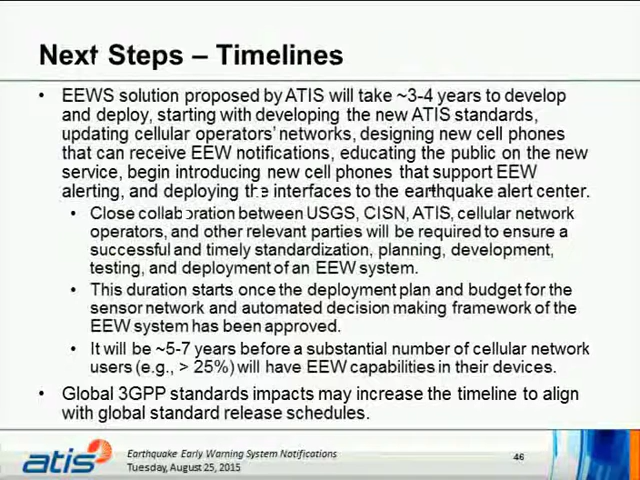 Next Steps – Timelines
• EEWS solution proposed by ATIS will take ~3-4 years to develop
and deploy, starting with developing the new ATIS standards,
updating cellular operators' networks, designing new cell phones
that can receive EEW notifications, educating the public on the new
service, begin introducing new cell phones that support EEW
alerting, and deploying the interfaces to the earthquake alert center.
• Close collaboration between USGS, CISN, ATIS, cellular network
operators, and other relevant parties will be required to ensure a
successful and timely standardization, planning, development,
testing, and deployment of an EEW system.
• This duration starts once the deployment plan and budget for the
sensor network and automated decision making framework of the
EEW system has been approved.
• It will be ~5-7 years before a substantial number of cellular network
users (e.g., > 25%) will have EEW capabilities in their devices.
• Global 3GPP standards impacts may increase the timeline to align
with global standard release schedules.
atis
Earthquake Early Warning System Notifications
Tuesday, August 25, 2015
46